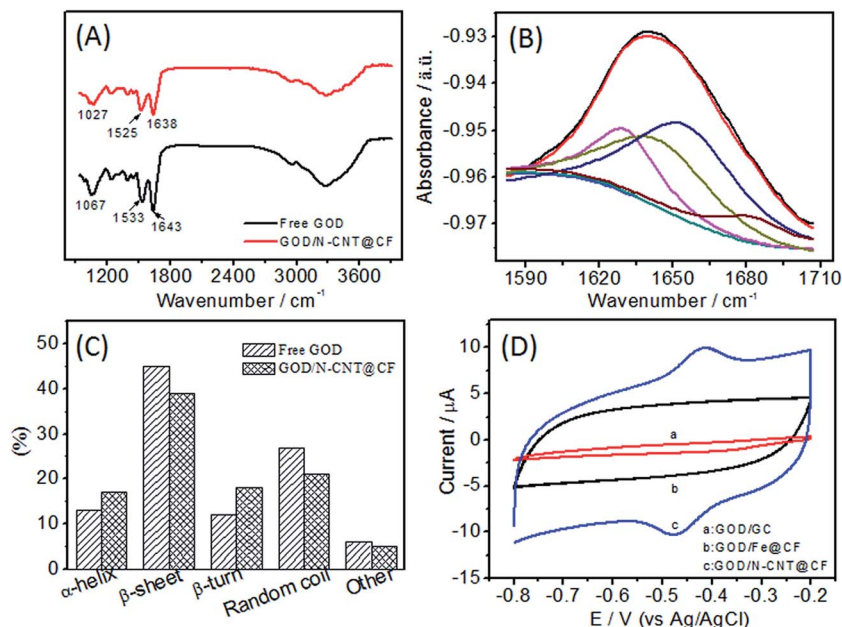 (A)
1027
1525
1638
1067
1533
1643
Free GOD
GOD/N-CNT@CF
1200 1800 2400 3000 3600
Wavenumber / cm⁻¹
(B)
Absorbance / a.u.
-0.93
-0.94
-0.95
-0.96
-0.97
1590 1620 1650 1680 1710
Wavenumber / cm⁻¹
(C)
Free GOD
GOD/N-CNT@CF
(%)
50
40
30
20
10
0
α-helix
β-sheet
β-turn
Random coil
Other
(D)
Current / μA
10
5
0
-5
-10
-15
a
b
c
a:GOD/GC
b:GOD/Fe@CF
c:GOD/N-CNT@CF
-0.8 -0.7 -0.6 -0.5 -0.4 -0.3 -0.2
E / V (vs Ag/AgCl)